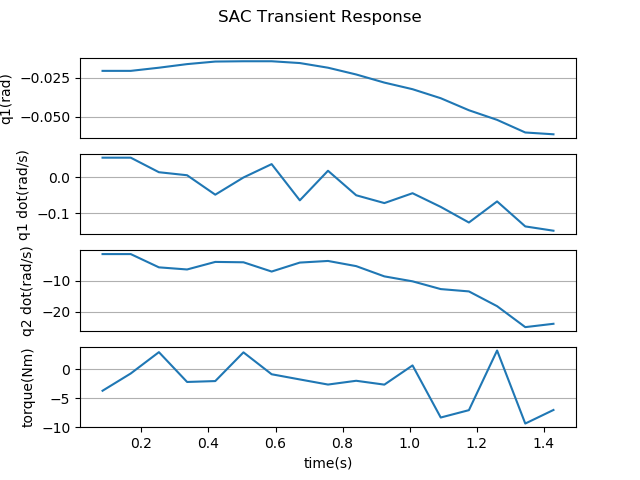 SAC Transient Response
q1(rad)
−0.025
−0.050
q1 dot(rad/s)
0.0
−0.1
q2 dot(rad/s)
−10
−20
torque(Nm)
0
−5
−10
0.2 0.4 0.6 0.8 1.0 1.2 1.4
time(s)